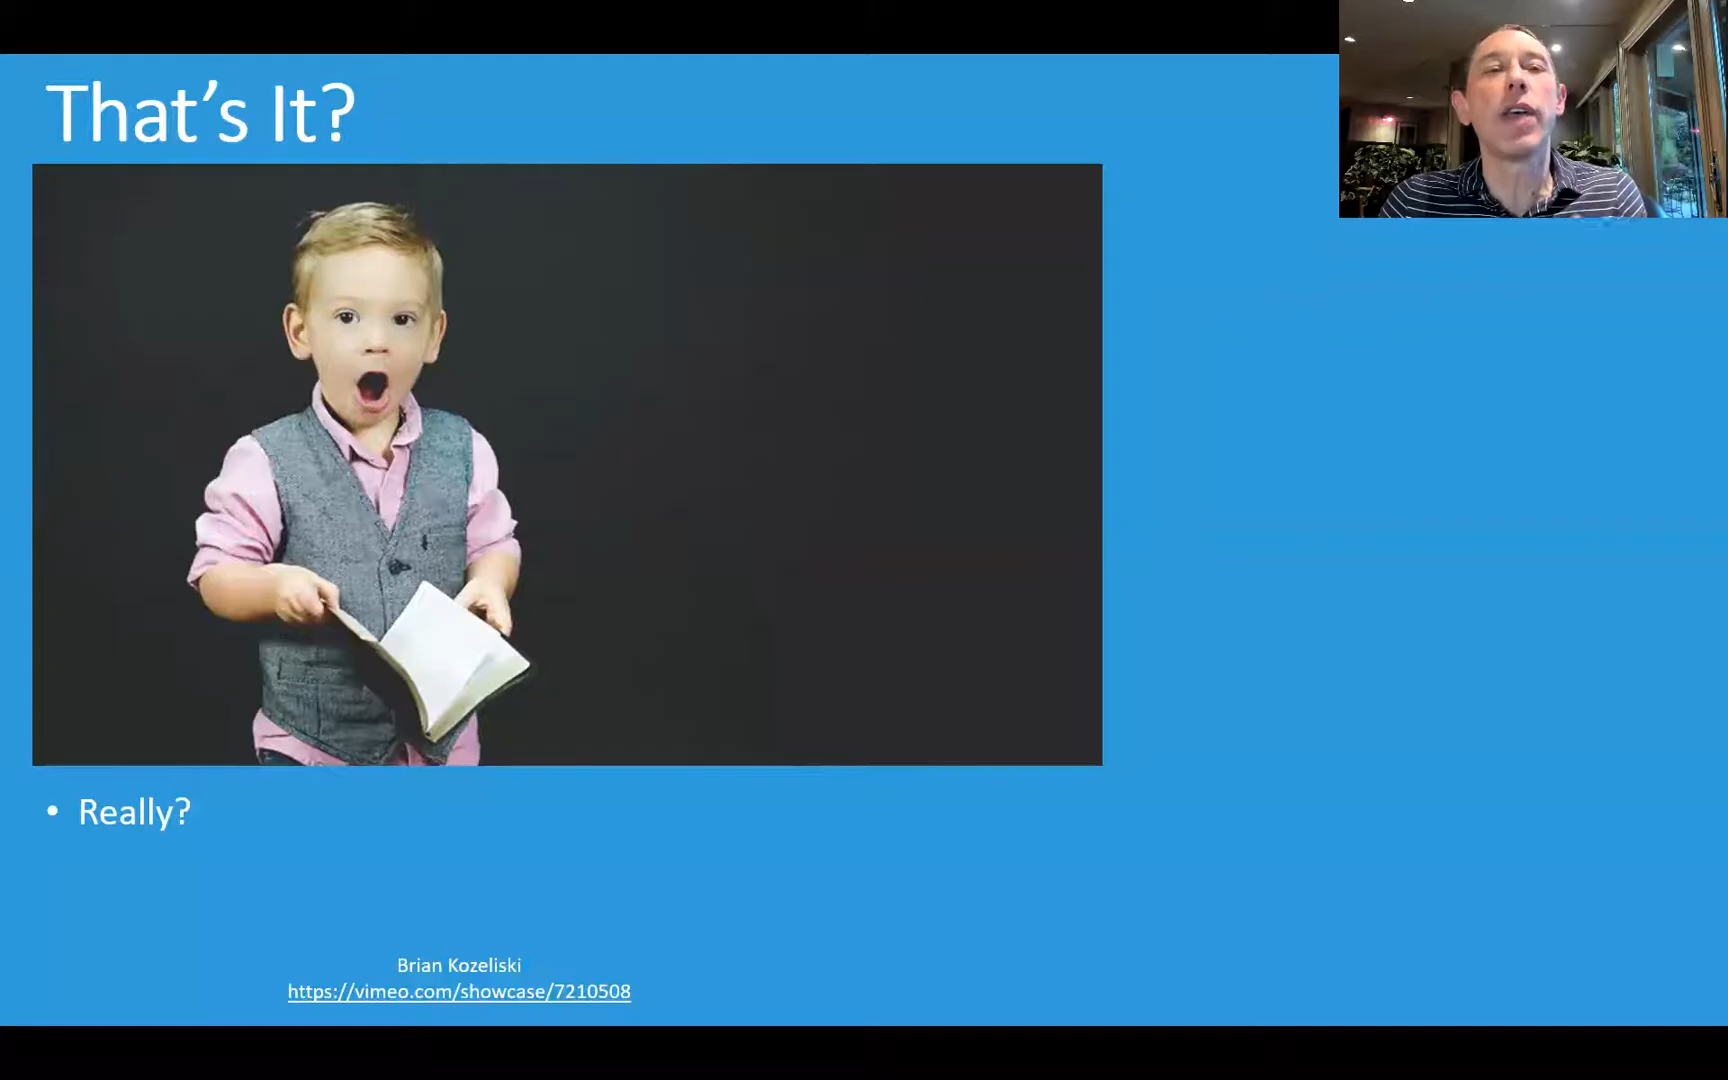 That’s It?
• Really?
Brian Kozeliski
https://vimeo.com/showcase/7210508